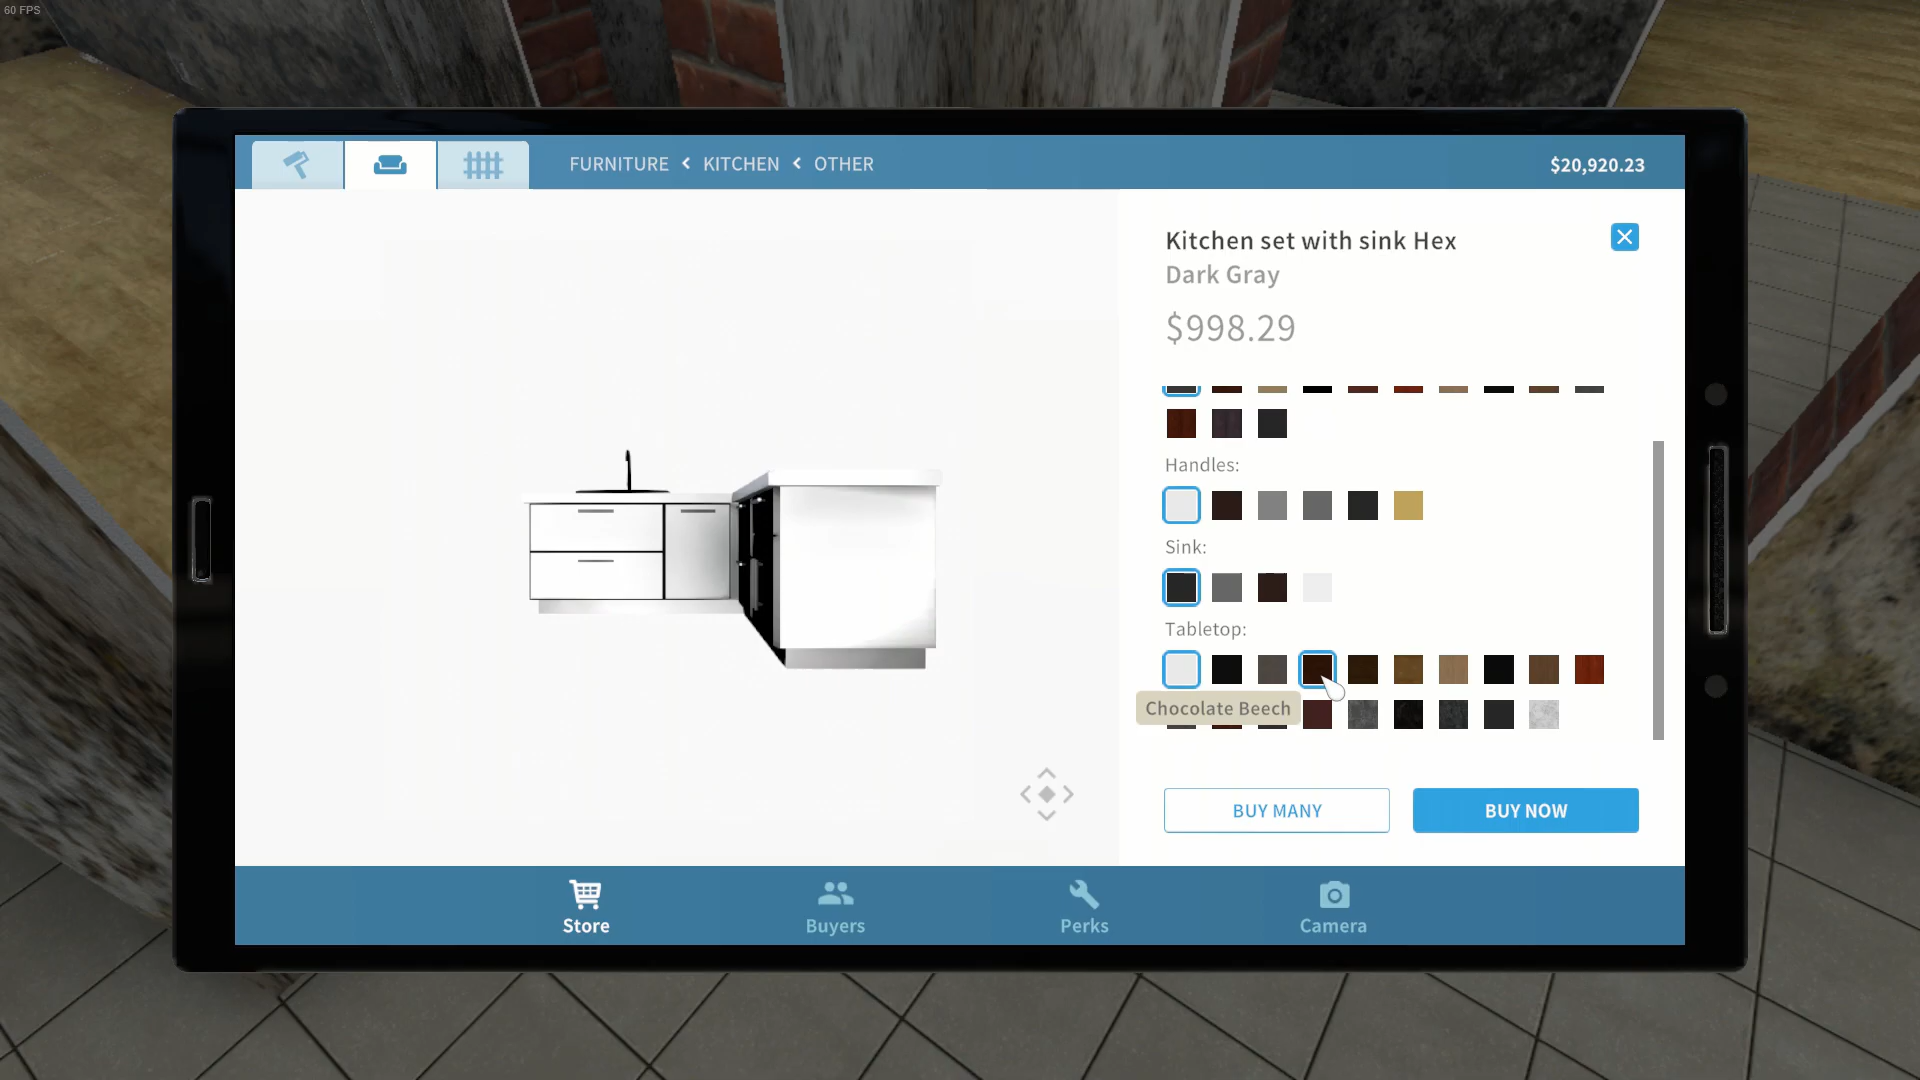 60 FPS
FURNITURE < KITCHEN < OTHER
$20,920.23
Kitchen set with sink Hex
Dark Gray
$998.29
Handles:
Sink:
Tabletop:
Chocolate Beech
BUY MANY
BUY NOW
Store
Buyers
Perks
Camera